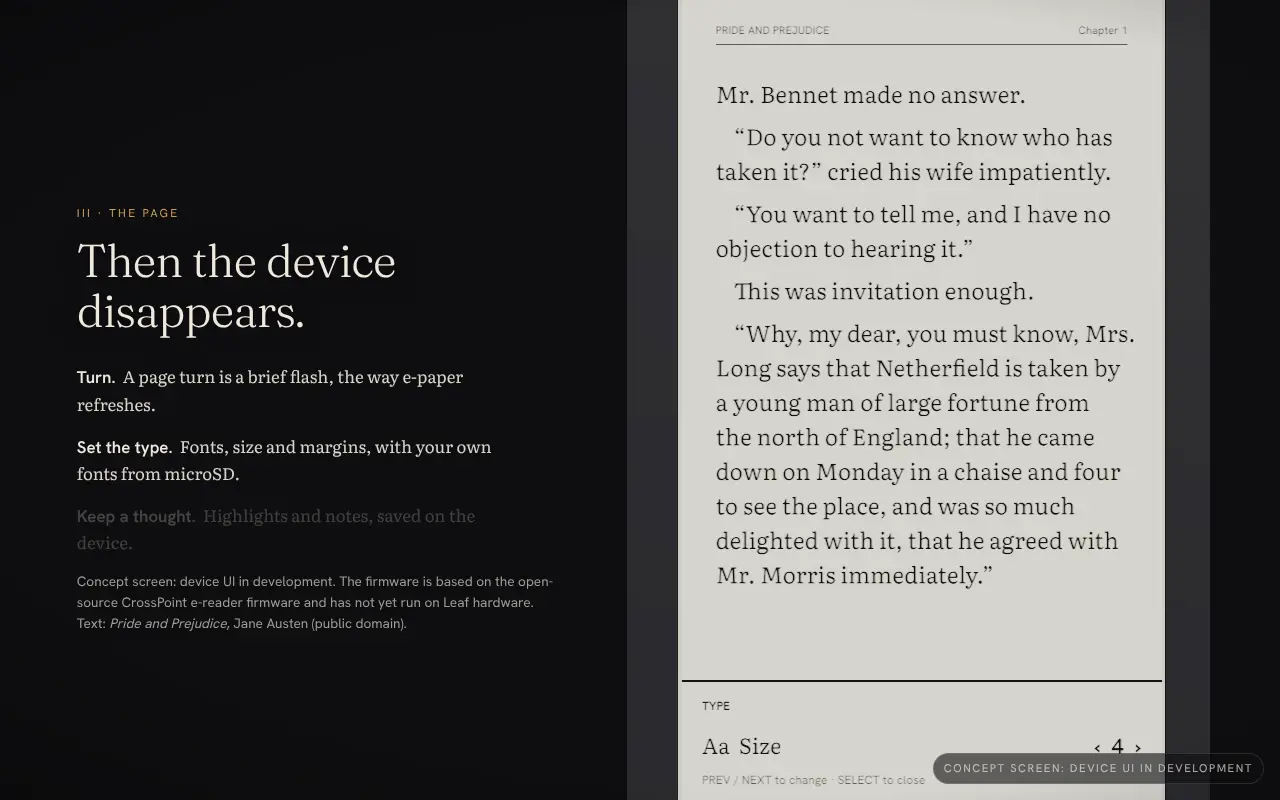 III · THE PAGE
Then the device
disappears.
Turn. A page turn is a brief flash, the way e-paper
refreshes.
Set the type. Fonts, size and margins, with your own
fonts from microSD.
Keep a thought. Highlights and notes, saved on the
device.
Concept screen: device UI in development. The firmware is based on the open-
source CrossPoint e-reader firmware and has not yet run on Leaf hardware.
Text: Pride and Prejudice, Jane Austen (public domain).
PRIDE AND PREJUDICE Chapter 1
Mr. Bennet made no answer.
“Do you not want to know who has
taken it?” cried his wife impatiently.
“You want to tell me, and I have no
objection to hearing it.”
This was invitation enough.
“Why, my dear, you must know, Mrs.
Long says that Netherfield is taken by
a young man of large fortune from
the north of England; that he came
down on Monday in a chaise and four
to see the place, and was so much
delighted with it, that he agreed with
Mr. Morris immediately.”
TYPE
Aa Size ‹ 4 ›
PREV / NEXT to change · SELECT to close
CONCEPT SCREEN: DEVICE UI IN DEVELOPMENT